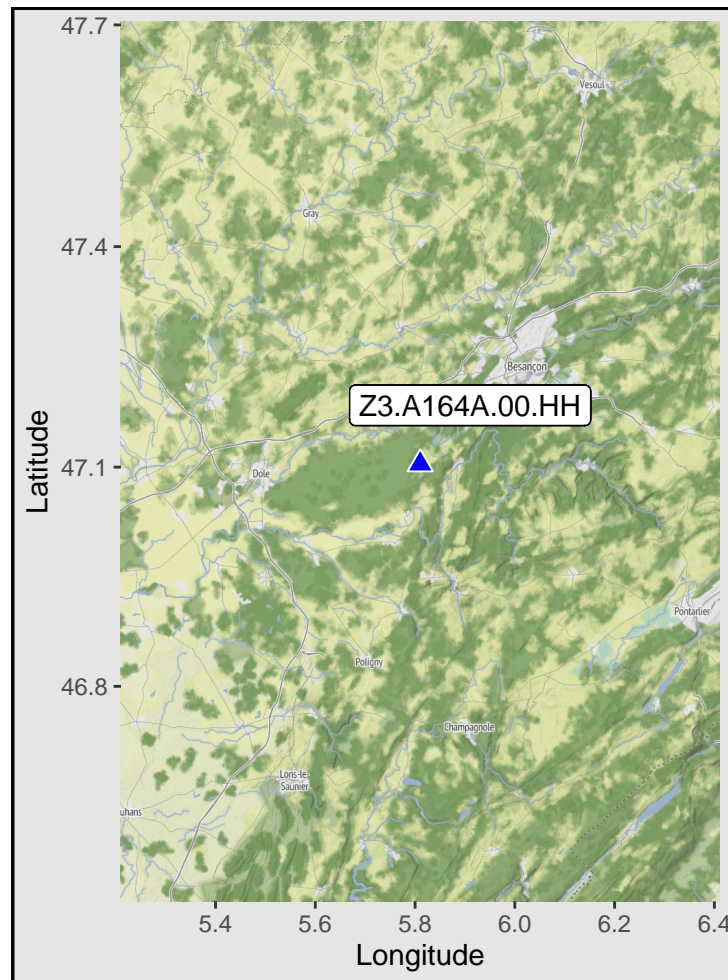 47.7
Vesoul
Gray
47.4
Besançon
Z3.A164A.00.HH
Latitude
47.1
Dole
Pontarlier
Poligny
46.8
Champagnole
Lons-le-
Saunier
uhans
5.4 5.6 5.8 6.0 6.2 6.4
Longitude